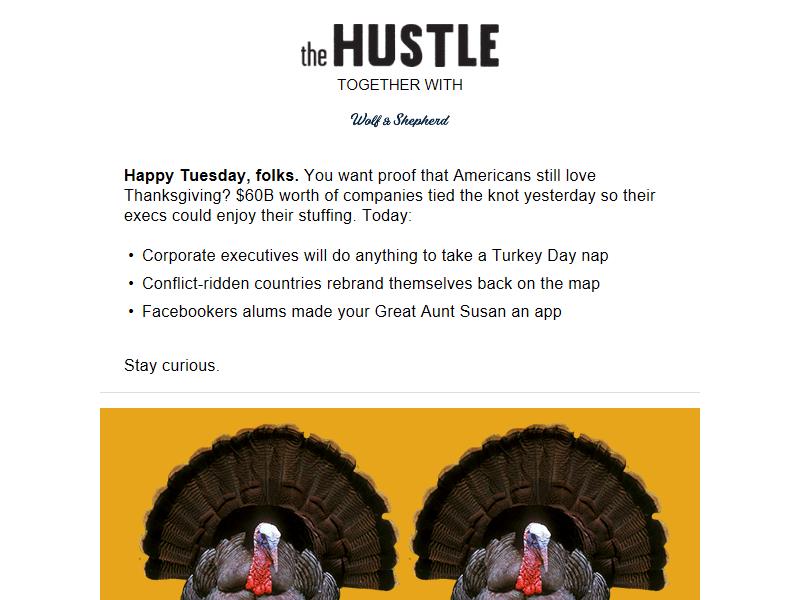 the HUSTLE
TOGETHER WITH
Wolf & Shepherd
Happy Tuesday, folks. You want proof that Americans still love
Thanksgiving? $60B worth of companies tied the knot yesterday so their
execs could enjoy their stuffing. Today:
• Corporate executives will do anything to take a Turkey Day nap
• Conflict-ridden countries rebrand themselves back on the map
• Facebookers alums made your Great Aunt Susan an app
Stay curious.